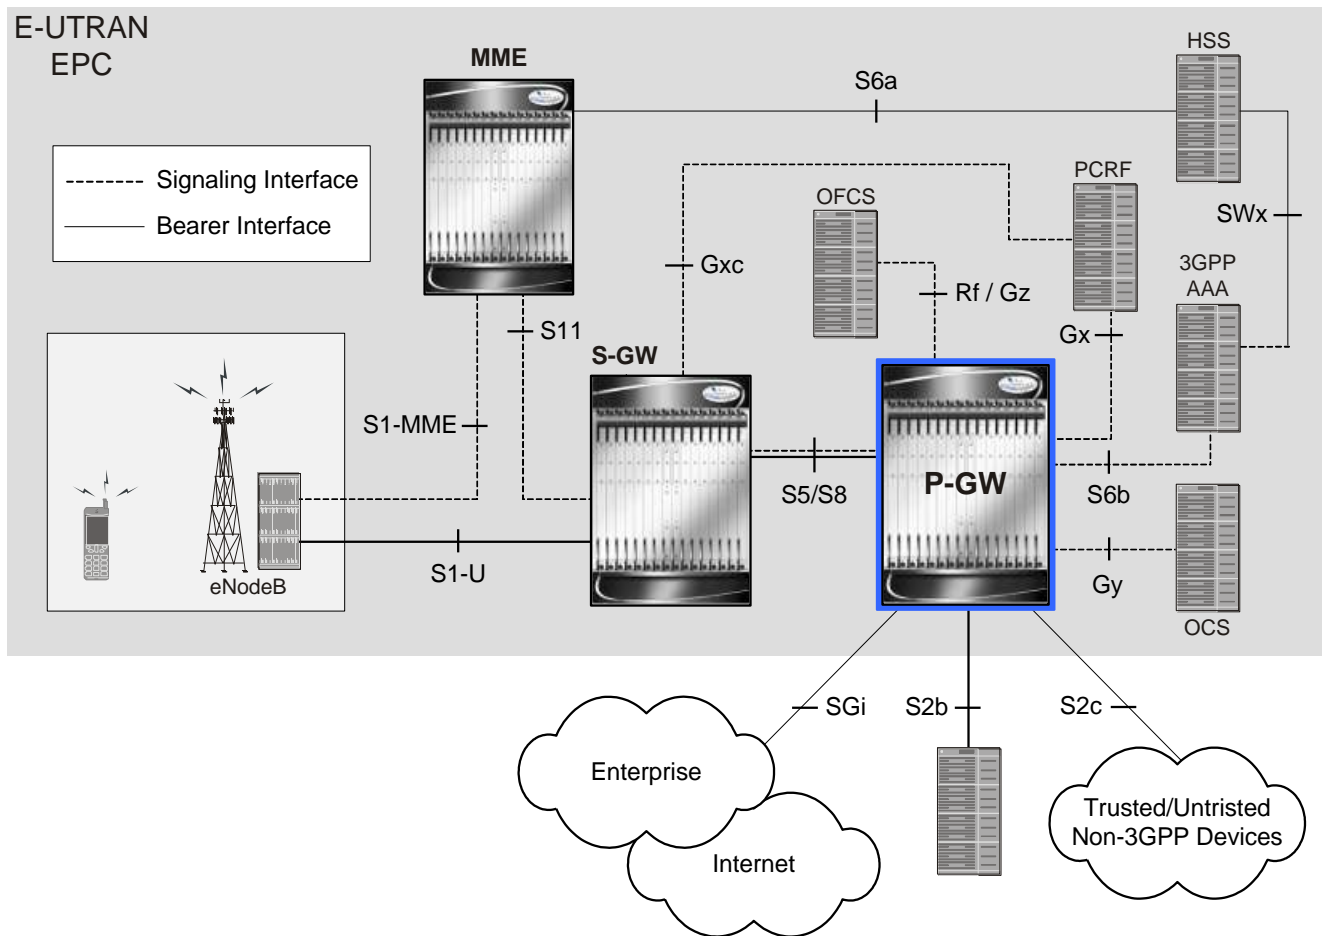 E-UTRAN
EPC
MME
HSS
S6a
Signaling Interface
Bearer Interface
OFCS
PCRF
SWx
Gxc
Rf / Gz
3GPP
AAA
Gx
S11
S-GW
S1-MME
P-GW
S5/S8
S6b
S1-U
eNodeB
Gy
OCS
SGi
S2b
S2c
Enterprise
Internet
Trusted/Untristed
Non-3GPP Devices